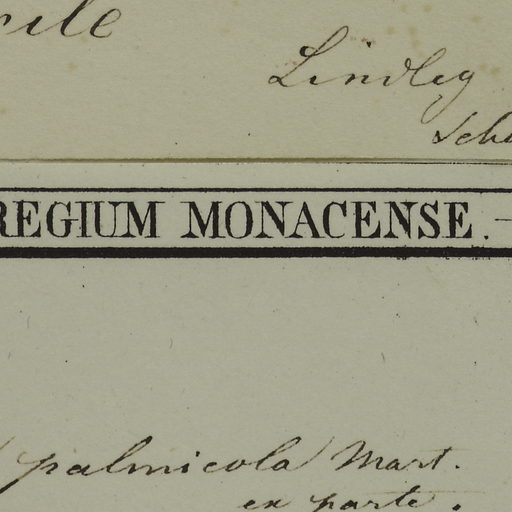 Lindley
REGIUM MONACENSE.
palmicola Mart.
ex parte.